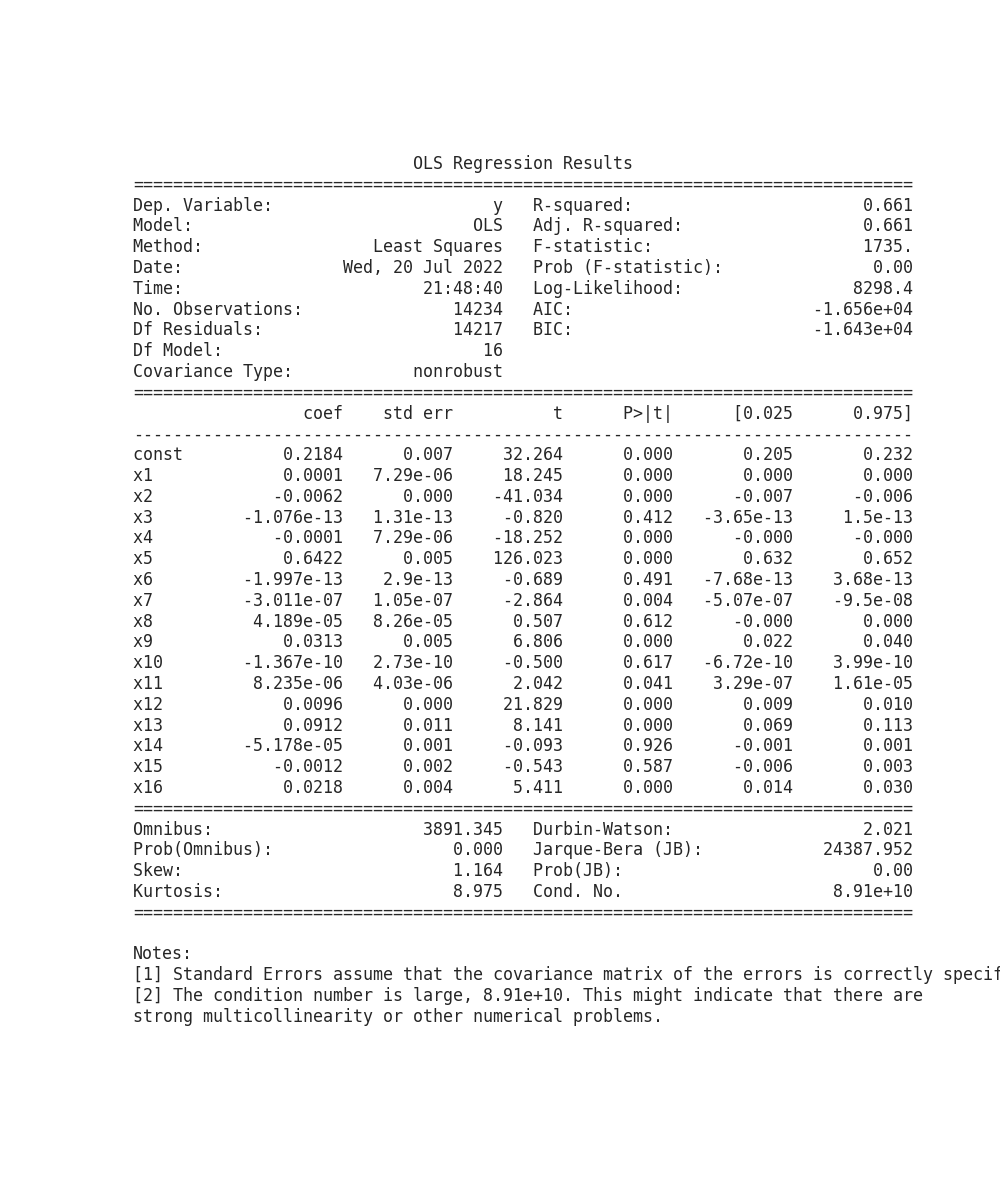 OLS Regression Results
==============================================================================
Dep. Variable:                      y   R-squared:                       0.661
Model:                            OLS   Adj. R-squared:                  0.661
Method:                 Least Squares   F-statistic:                     1735.
Date:                Wed, 20 Jul 2022   Prob (F-statistic):               0.00
Time:                        21:48:40   Log-Likelihood:                 8298.4
No. Observations:               14234   AIC:                        -1.656e+04
Df Residuals:                   14217   BIC:                        -1.643e+04
Df Model:                          16
Covariance Type:            nonrobust
==============================================================================
                 coef    std err          t      P>|t|      [0.025      0.975]
------------------------------------------------------------------------------
const          0.2184      0.007     32.264      0.000       0.205       0.232
x1             0.0001   7.29e-06     18.245      0.000       0.000       0.000
x2            -0.0062      0.000    -41.034      0.000      -0.007      -0.006
x3         -1.076e-13   1.31e-13     -0.820      0.412   -3.65e-13     1.5e-13
x4            -0.0001   7.29e-06    -18.252      0.000      -0.000      -0.000
x5             0.6422      0.005    126.023      0.000       0.632       0.652
x6         -1.997e-13    2.9e-13     -0.689      0.491   -7.68e-13    3.68e-13
x7         -3.011e-07   1.05e-07     -2.864      0.004   -5.07e-07    -9.5e-08
x8          4.189e-05   8.26e-05      0.507      0.612      -0.000       0.000
x9             0.0313      0.005      6.806      0.000       0.022       0.040
x10        -1.367e-10   2.73e-10     -0.500      0.617   -6.72e-10    3.99e-10
x11         8.235e-06   4.03e-06      2.042      0.041    3.29e-07    1.61e-05
x12            0.0096      0.000     21.829      0.000       0.009       0.010
x13            0.0912      0.011      8.141      0.000       0.069       0.113
x14        -5.178e-05      0.001     -0.093      0.926      -0.001       0.001
x15           -0.0012      0.002     -0.543      0.587      -0.006       0.003
x16            0.0218      0.004      5.411      0.000       0.014       0.030
==============================================================================
Omnibus:                     3891.345   Durbin-Watson:                   2.021
Prob(Omnibus):                  0.000   Jarque-Bera (JB):            24387.952
Skew:                           1.164   Prob(JB):                         0.00
Kurtosis:                       8.975   Cond. No.                     8.91e+10
==============================================================================

Notes:
[1] Standard Errors assume that the covariance matrix of the errors is correctly specif
[2] The condition number is large, 8.91e+10. This might indicate that there are
strong multicollinearity or other numerical problems.